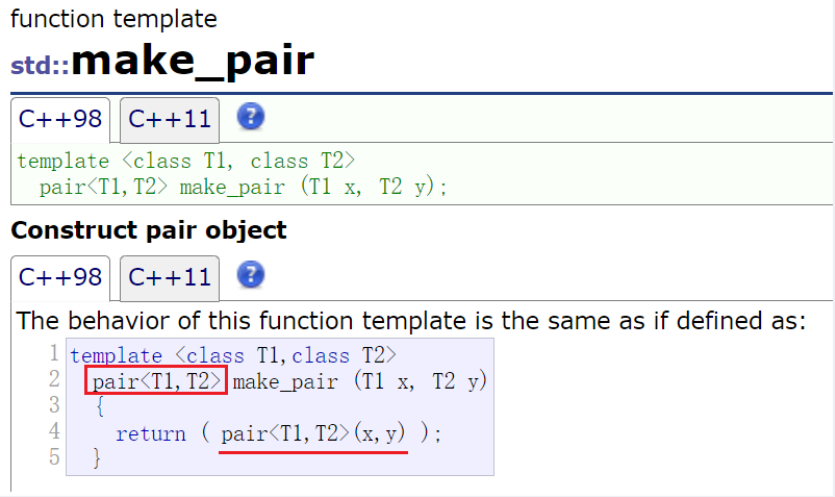 function template
std::make_pair
C++98 C++11 ?
template <class T1, class T2>
pair<T1,T2> make_pair (T1 x, T2 y);
Construct pair object
C++98 C++11 ?
The behavior of this function template is the same as if defined as:
1 template <class T1,class T2>
2 pair<T1,T2> make_pair (T1 x, T2 y)
3 {
4 return ( pair<T1,T2>(x,y) );
5 }